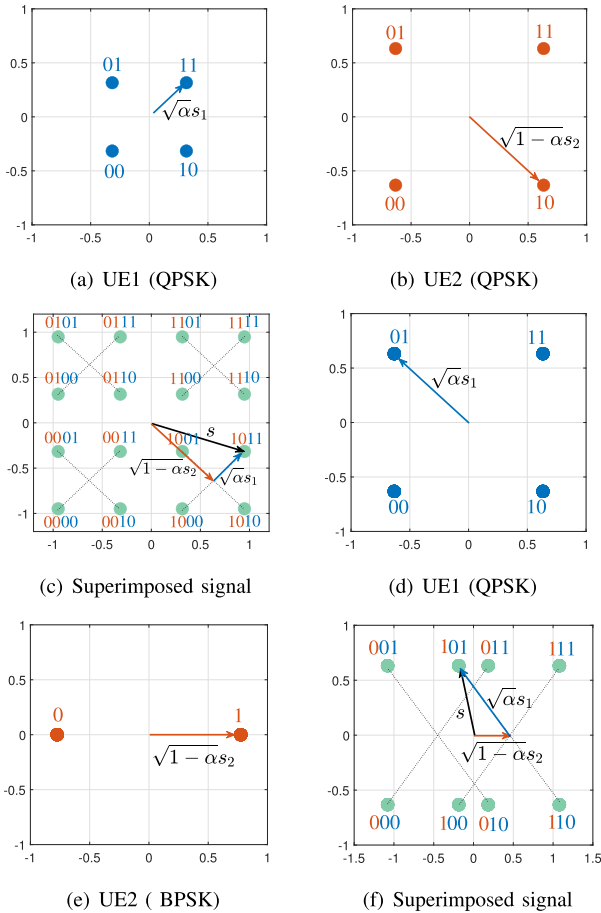 1 1
0.5 0.5
0 0
-0.5 -0.5
-1 -1
01 11
√αs₁
00 10
01 11
√1−αs₂
00 10
-1 -0.5 0 0.5 1 -1 -0.5 0 0.5 1
(a) UE1 (QPSK) (b) UE2 (QPSK)
1
0.5
0
-0.5
-1
0101 0111 1101 1111
0100 0110 1100 1110
0001 0011 1001 1011
0000 0010 1000 1010
s
√1−αs₂
√αs₁
1
0.5
0
-0.5
-1
01 11
√αs₁
00 10
-1 -0.5 0 0.5 1 -1 -0.5 0 0.5 1
(c) Superimposed signal (d) UE1 (QPSK)
1
0.5
0
-0.5
-1
0 1
√1−αs₂
1
0.5
0
-0.5
-1
001 101 011 111
√αs₁
s
√1−αs₂
000 100 010 110
-1 -0.5 0 0.5 1 -1.5 -1 -0.5 0 0.5 1 1.5
(e) UE2 ( BPSK) (f) Superimposed signal